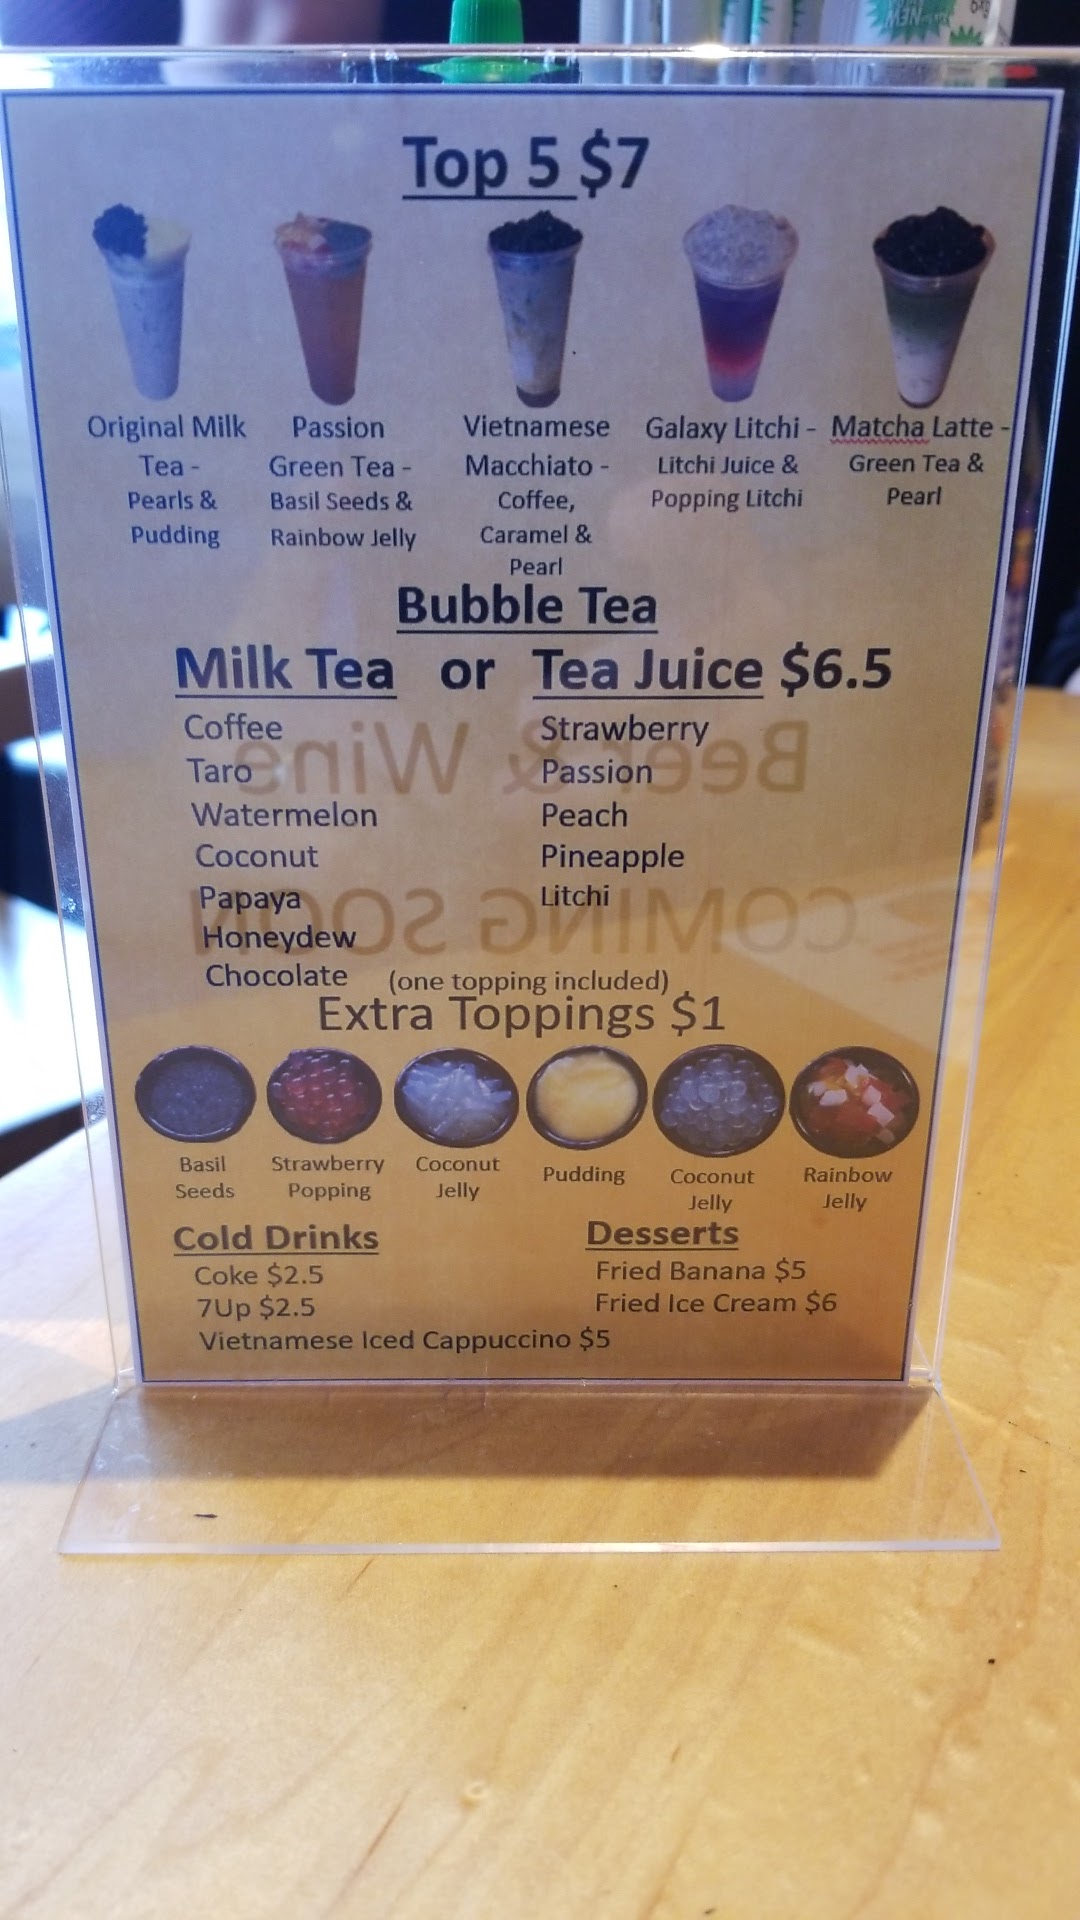 Top 5 $7
Original Milk
Tea -
Pearls &
Pudding
Passion
Green Tea -
Basil Seeds &
Rainbow Jelly
Vietnamese
Macchiato -
Coffee,
Caramel &
Pearl
Galaxy Litchi -
Litchi Juice &
Popping Litchi
Matcha Latte -
Green Tea &
Pearl
Bubble Tea
Milk Tea or Tea Juice $6.5
Coffee
Taro
Watermelon
Coconut
Papaya
Honeydew
Chocolate
Strawberry
Passion
Peach
Pineapple
Litchi
(one topping included)
Beer & Wine
COMING SOON
Extra Toppings $1
Basil
Seeds
Strawberry
Popping
Coconut
Jelly
Pudding
Coconut
Jelly
Rainbow
Jelly
Cold Drinks
Coke $2.5
7Up $2.5
Vietnamese Iced Cappuccino $5
Desserts
Fried Banana $5
Fried Ice Cream $6